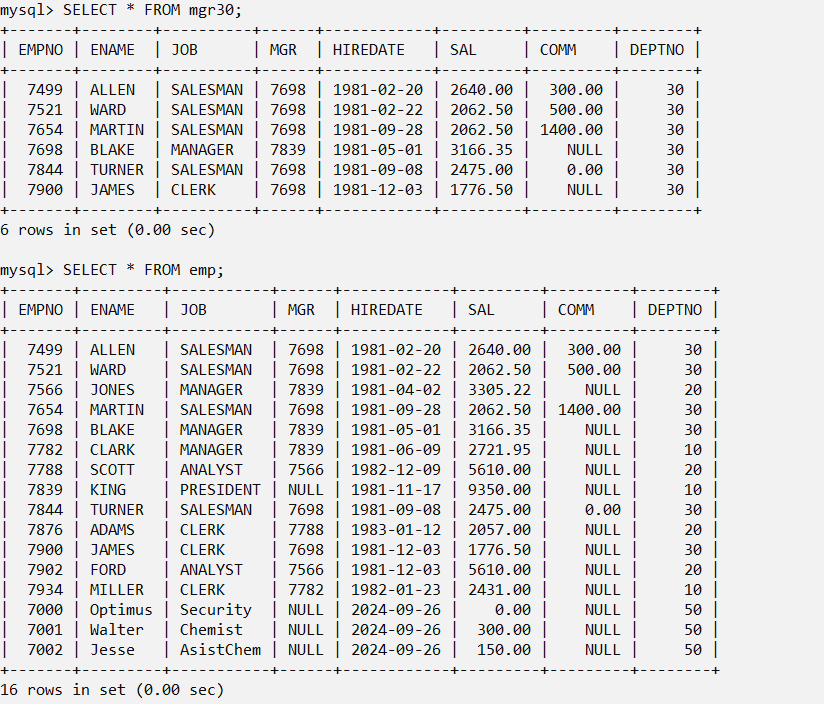 mysql> SELECT * FROM mgr30;
+-------+--------+----------+------+------------+---------+---------+--------+
| EMPNO | ENAME  | JOB      | MGR  | HIREDATE   | SAL     | COMM    | DEPTNO |
+-------+--------+----------+------+------------+---------+---------+--------+
|  7499 | ALLEN  | SALESMAN | 7698 | 1981-02-20 | 2640.00 |  300.00 |     30 |
|  7521 | WARD   | SALESMAN | 7698 | 1981-02-22 | 2062.50 |  500.00 |     30 |
|  7654 | MARTIN | SALESMAN | 7698 | 1981-09-28 | 2062.50 | 1400.00 |     30 |
|  7698 | BLAKE  | MANAGER  | 7839 | 1981-05-01 | 3166.35 |    NULL |     30 |
|  7844 | TURNER | SALESMAN | 7698 | 1981-09-08 | 2475.00 |    0.00 |     30 |
|  7900 | JAMES  | CLERK    | 7698 | 1981-12-03 | 1776.50 |    NULL |     30 |
+-------+--------+----------+------+------------+---------+---------+--------+
6 rows in set (0.00 sec)

mysql> SELECT * FROM emp;
+-------+---------+-----------+------+------------+---------+---------+--------+
| EMPNO | ENAME   | JOB       | MGR  | HIREDATE   | SAL     | COMM    | DEPTNO |
+-------+---------+-----------+------+------------+---------+---------+--------+
|  7499 | ALLEN   | SALESMAN  | 7698 | 1981-02-20 | 2640.00 |  300.00 |     30 |
|  7521 | WARD    | SALESMAN  | 7698 | 1981-02-22 | 2062.50 |  500.00 |     30 |
|  7566 | JONES   | MANAGER   | 7839 | 1981-04-02 | 3305.22 |    NULL |     20 |
|  7654 | MARTIN  | SALESMAN  | 7698 | 1981-09-28 | 2062.50 | 1400.00 |     30 |
|  7698 | BLAKE   | MANAGER   | 7839 | 1981-05-01 | 3166.35 |    NULL |     30 |
|  7782 | CLARK   | MANAGER   | 7839 | 1981-06-09 | 2721.95 |    NULL |     10 |
|  7788 | SCOTT   | ANALYST   | 7566 | 1982-12-09 | 5610.00 |    NULL |     20 |
|  7839 | KING    | PRESIDENT | NULL | 1981-11-17 | 9350.00 |    NULL |     10 |
|  7844 | TURNER  | SALESMAN  | 7698 | 1981-09-08 | 2475.00 |    0.00 |     30 |
|  7876 | ADAMS   | CLERK     | 7788 | 1983-01-12 | 2057.00 |    NULL |     20 |
|  7900 | JAMES   | CLERK     | 7698 | 1981-12-03 | 1776.50 |    NULL |     30 |
|  7902 | FORD    | ANALYST   | 7566 | 1981-12-03 | 5610.00 |    NULL |     20 |
|  7934 | MILLER  | CLERK     | 7782 | 1982-01-23 | 2431.00 |    NULL |     10 |
|  7000 | Optimus | Security  | NULL | 2024-09-26 |    0.00 |    NULL |     50 |
|  7001 | Walter  | Chemist   | NULL | 2024-09-26 |  300.00 |    NULL |     50 |
|  7002 | Jesse   | AsistChem | NULL | 2024-09-26 |  150.00 |    NULL |     50 |
+-------+---------+-----------+------+------------+---------+---------+--------+
16 rows in set (0.00 sec)